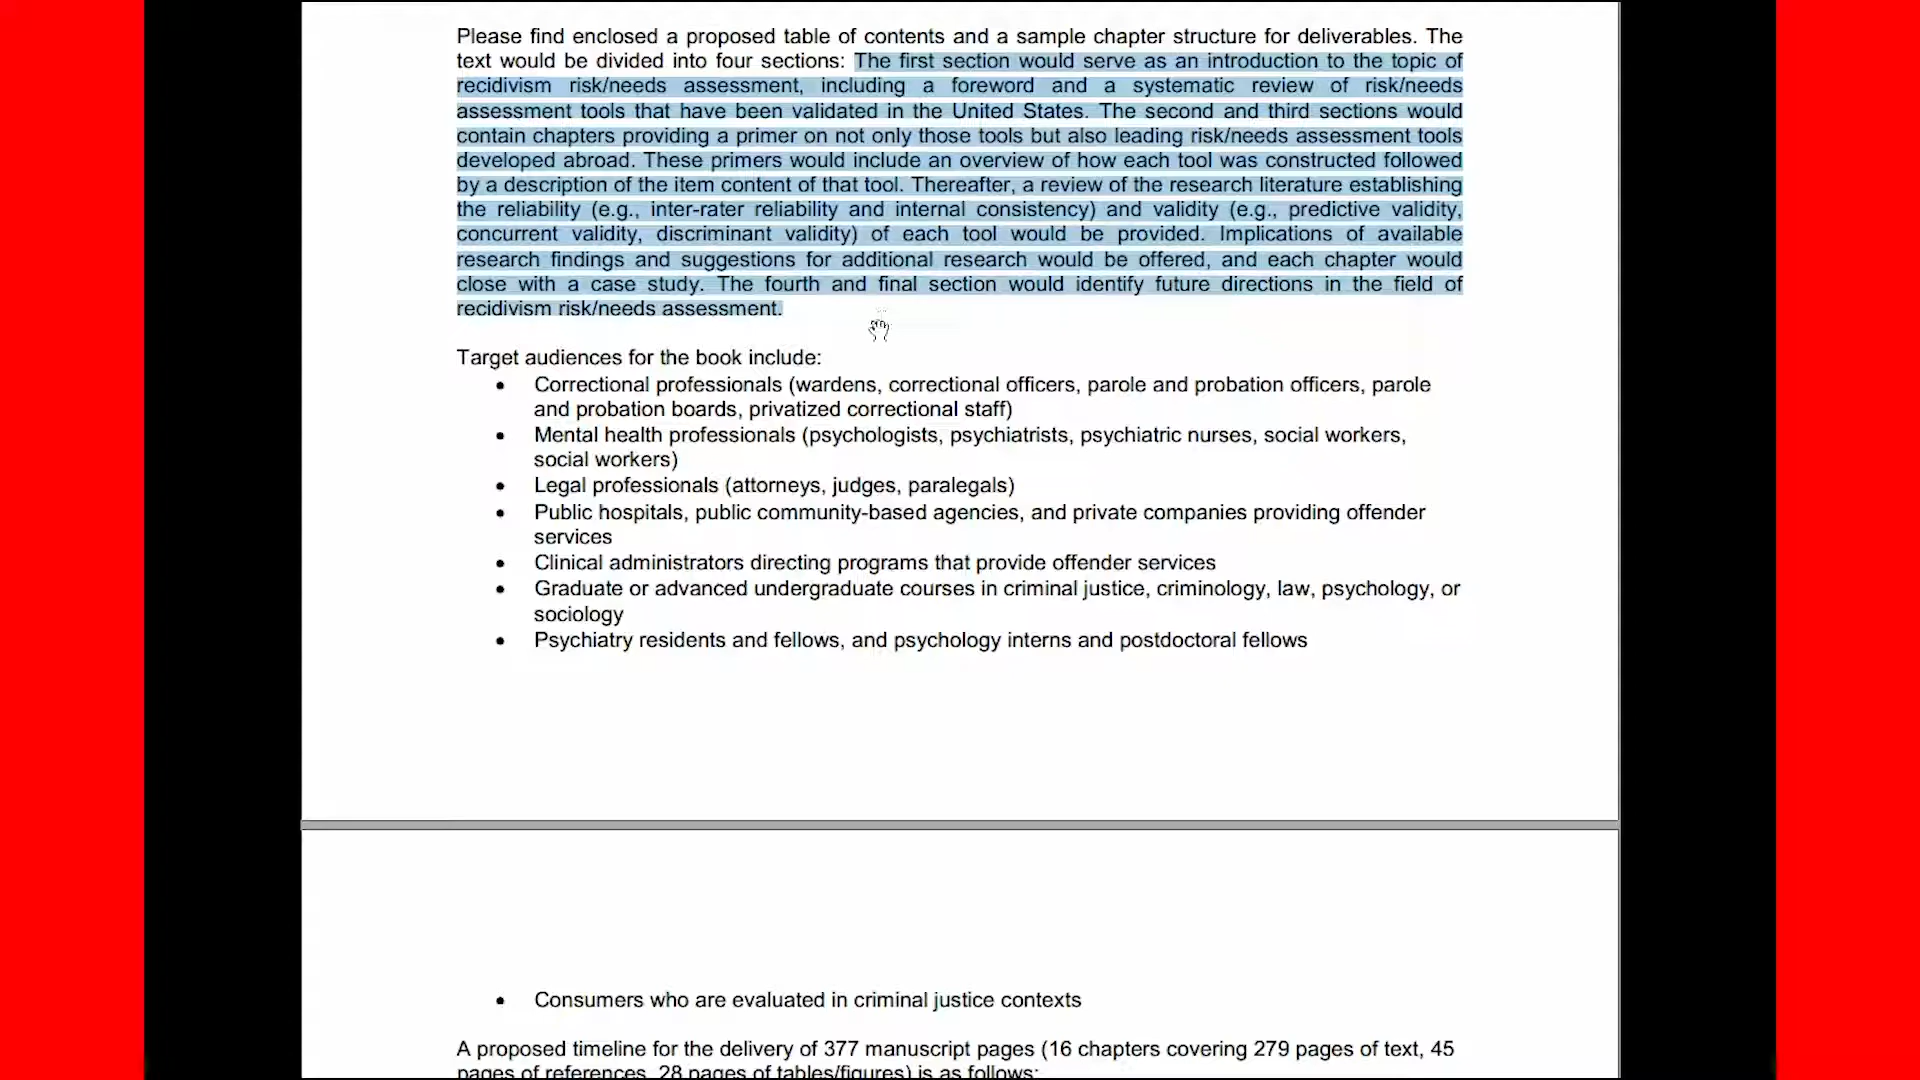 Please find enclosed a proposed table of contents and a sample chapter structure for deliverables. The
text would be divided into four sections: The first section would serve as an introduction to the topic of
recidivism risk/needs assessment, including a foreword and a systematic review of risk/needs
assessment tools that have been validated in the United States. The second and third sections would
contain chapters providing a primer on not only those tools but also leading risk/needs assessment tools
developed abroad. These primers would include an overview of how each tool was constructed followed
by a description of the item content of that tool. Thereafter, a review of the research literature establishing
the reliability (e.g., inter-rater reliability and internal consistency) and validity (e.g., predictive validity,
concurrent validity, discriminant validity) of each tool would be provided. Implications of available
research findings and suggestions for additional research would be offered, and each chapter would
close with a case study. The fourth and final section would identify future directions in the field of
recidivism risk/needs assessment.
Target audiences for the book include:
• Correctional professionals (wardens, correctional officers, parole and probation officers, parole
and probation boards, privatized correctional staff)
• Mental health professionals (psychologists, psychiatrists, psychiatric nurses, social workers,
social workers)
• Legal professionals (attorneys, judges, paralegals)
• Public hospitals, public community-based agencies, and private companies providing offender
services
• Clinical administrators directing programs that provide offender services
• Graduate or advanced undergraduate courses in criminal justice, criminology, law, psychology, or
sociology
• Psychiatry residents and fellows, and psychology interns and postdoctoral fellows
• Consumers who are evaluated in criminal justice contexts
A proposed timeline for the delivery of 377 manuscript pages (16 chapters covering 279 pages of text, 45
pages of references, 28 pages of tables/figures) is as follows: